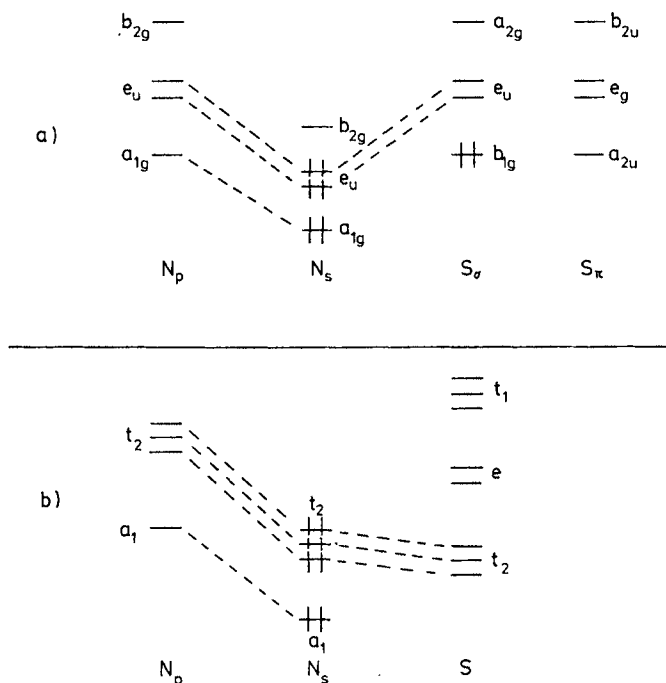 b2g a2g b2u
eu eu eg
a) b2g
a1g eu b1g a2u
a1g
Np Ns Sσ Sπ
t1
t2 e
b) t2
a1 t2
a1
Np Ns S